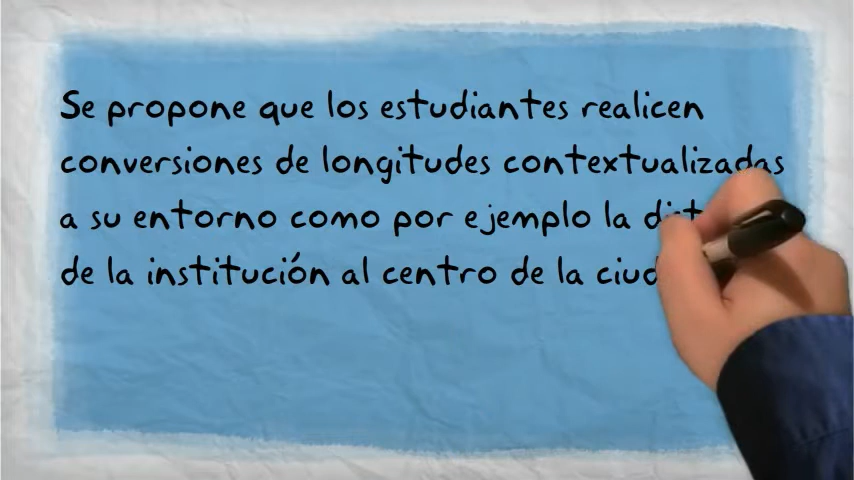 Se propone que los estudiantes realicen
conversiones de longitudes contextualizadas
a su entorno como por ejemplo la
de la institución al centro de la